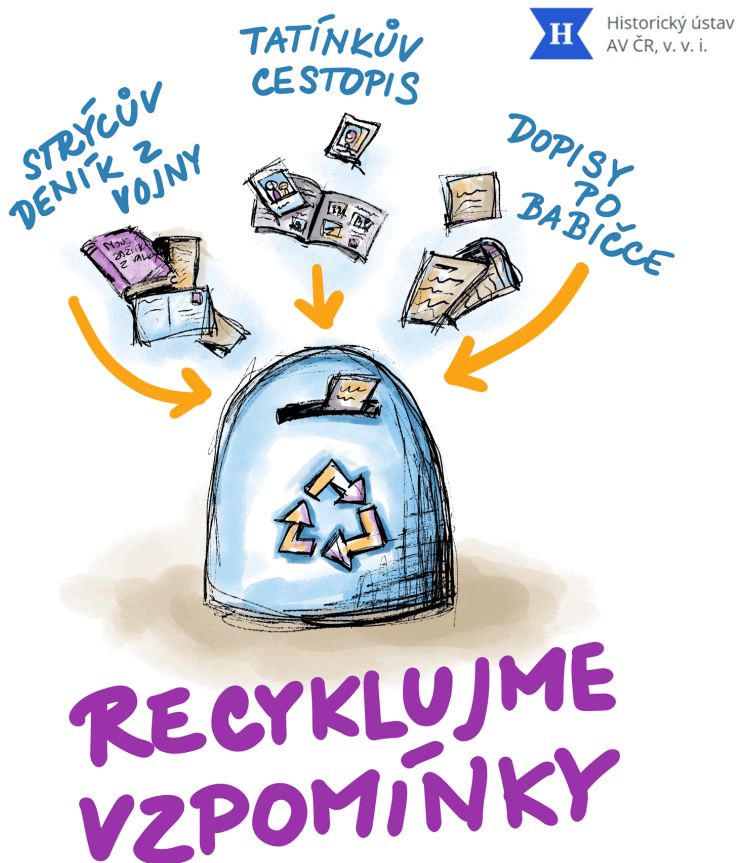 Historický ústav
AV ČR, v. v. i.
H
TATÍNKŮV
CESTOPIS
STRÝCŮV
DENÍK Z
VOJNY
DOPISY
PO
BABIČCE
RECYKLUJME
VZPOMÍNKY